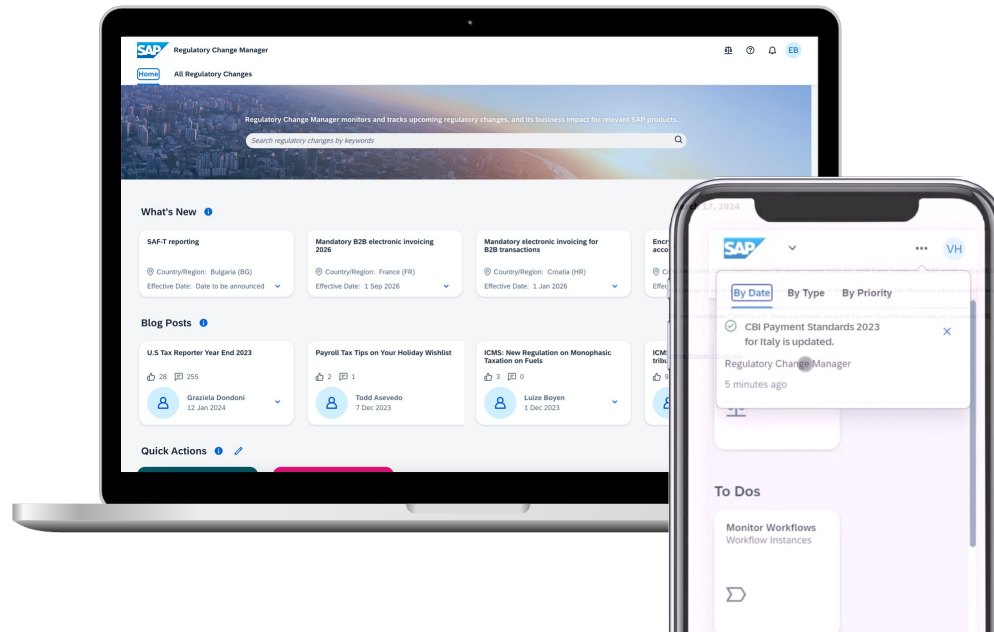 SAP Regulatory Change Manager
EB
Home All Regulatory Changes
Regulatory Change Manager monitors and tracks upcoming regulatory changes, and its business impact for relevant SAP products.
Search regulatory changes by keywords
What's New
SAF-T reporting
Country/Region: Bulgaria (BG)
Effective Date: Date to be announced
Mandatory B2B electronic invoicing
2026
Country/Region: France (FR)
Effective Date: 1 Sep 2026
Mandatory electronic invoicing for
B2B transactions
Country/Region: Croatia (HR)
Effective Date: 1 Jan 2026
Blog Posts
U.S Tax Reporter Year End 2023
28 255
Graziela Dondoni
12 Jan 2024
Payroll Tax Tips on Your Holiday Wishlist
2 1
Todd Asevedo
7 Dec 2023
ICMS: New Regulation on Monophasic
Taxation on Fuels
3 0
Luize Boyen
1 Dec 2023
Quick Actions
17, 2024
SAP VH
By Date By Type By Priority
CBI Payment Standards 2023
for Italy is updated.
Regulatory Change Manager
5 minutes ago
To Dos
Monitor Workflows
Workflow Instances